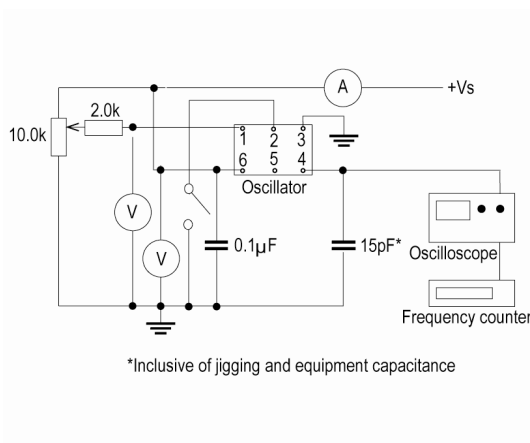 A
+Vs
2.0k
10.0k
1 2 3
6 5 4
Oscillator
V
V
0.1μF
15pF*
Oscilloscope
Frequency counter
*Inclusive of jigging and equipment capacitance